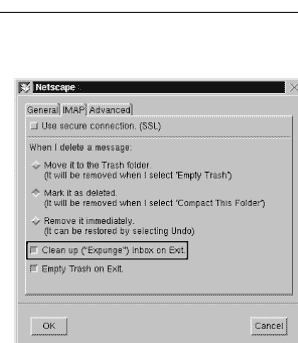 Netscape
General IMAP Advanced
Use secure connection. (SSL)
When I delete a message:
Move it to the Trash folder.
(It will be removed when I select 'Empty Trash')
Mark it as deleted.
(It will be removed when I select 'Compact This Folder')
Remove it immediately.
(It can be restored by selecting Undo)
Clean up ("Expunge") Inbox on Exit.
Empty Trash on Exit.
OK Cancel